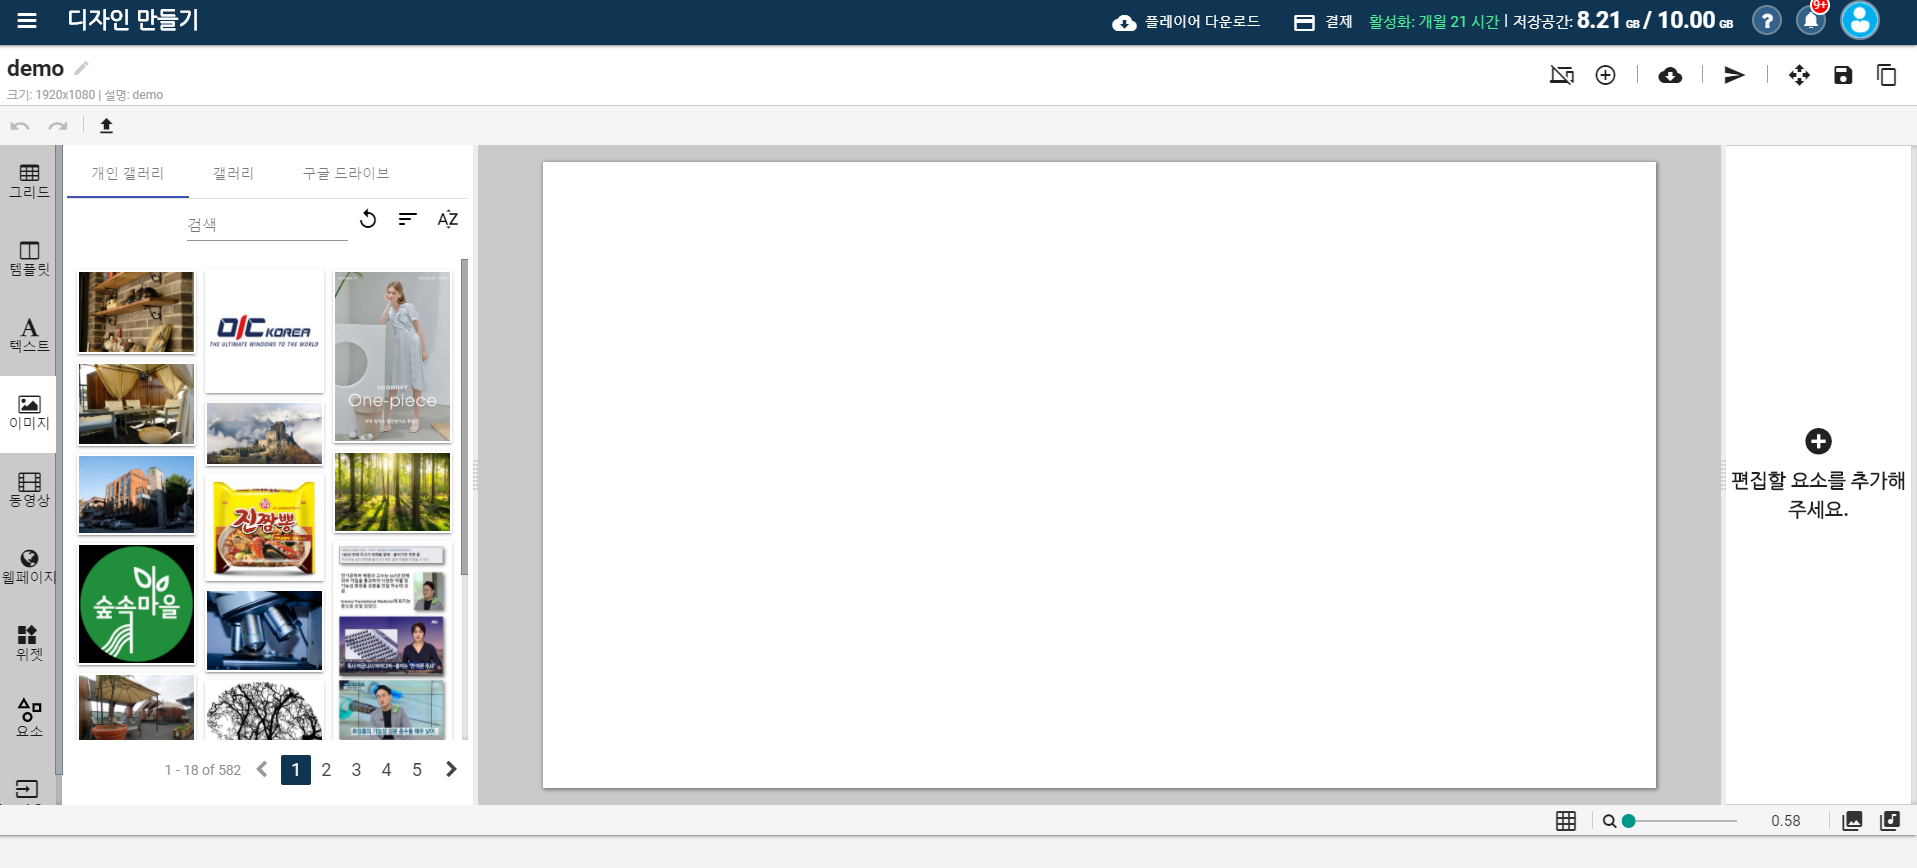 디자인 만들기
플레이어 다운로드
결제
활성화: 개월 21 시간 | 저장공간: 8.21 GB / 10.00 GB
?
9+
demo
크기: 1920x1080 | 설명: demo
그리드
템플릿
텍스트
이미지
동영상
웹페이지
위젯
요소
개인 갤러리
갤러리
구글 드라이브
검색
AZ
OJC KOREA
THE ULTIMATE WINDOWS TO THE WORLD
summer
One-piece
진짬뽕
숲속마을
1 - 18 of 582
1 2 3 4 5
편집할 요소를 추가해
주세요.
0.58